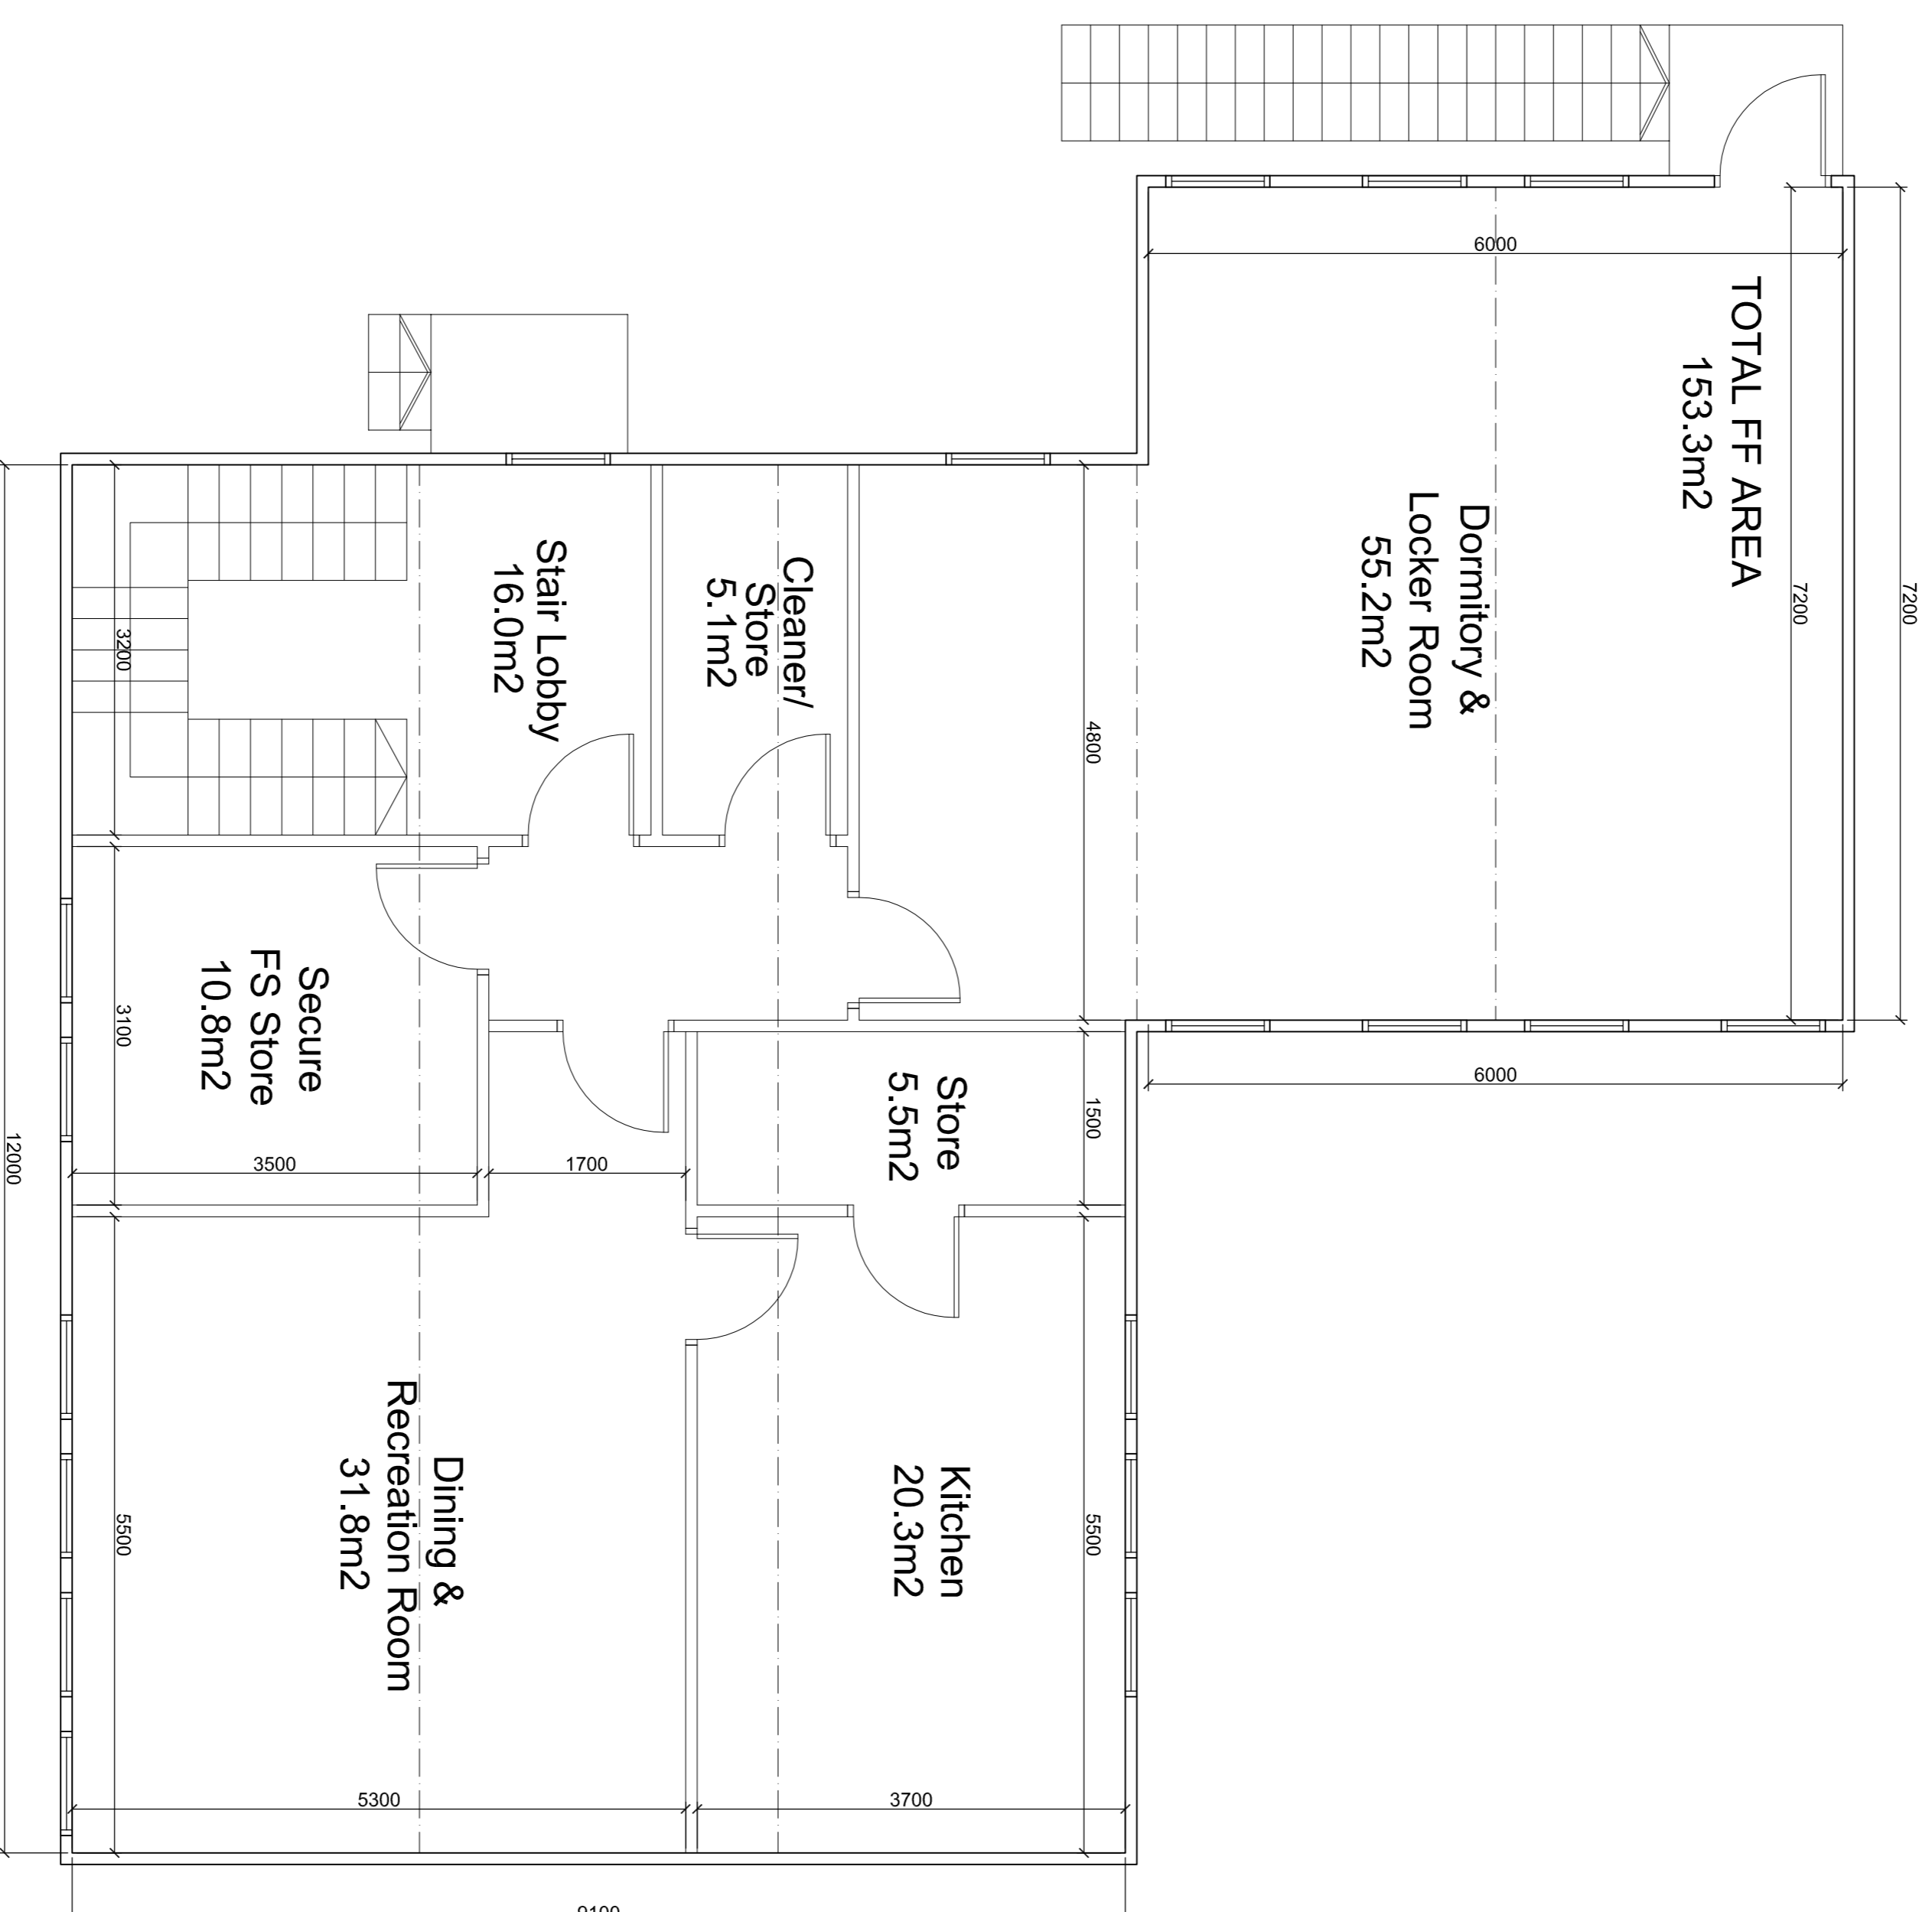 TOTAL FF AREA
153.3m2
7200
7200
6000
Dormitory &
Locker Room
55.2m2
6000
4800
Cleaner/
Store
5.1m2
Stair Lobby
16.0m2
3200
3100
Secure
FS Store
10.8m2
3500
1700
1500
Store
5.5m2
12000
5500
5500
Kitchen
20.3m2
Dining &
Recreation Room
31.8m2
5300
3700
9100